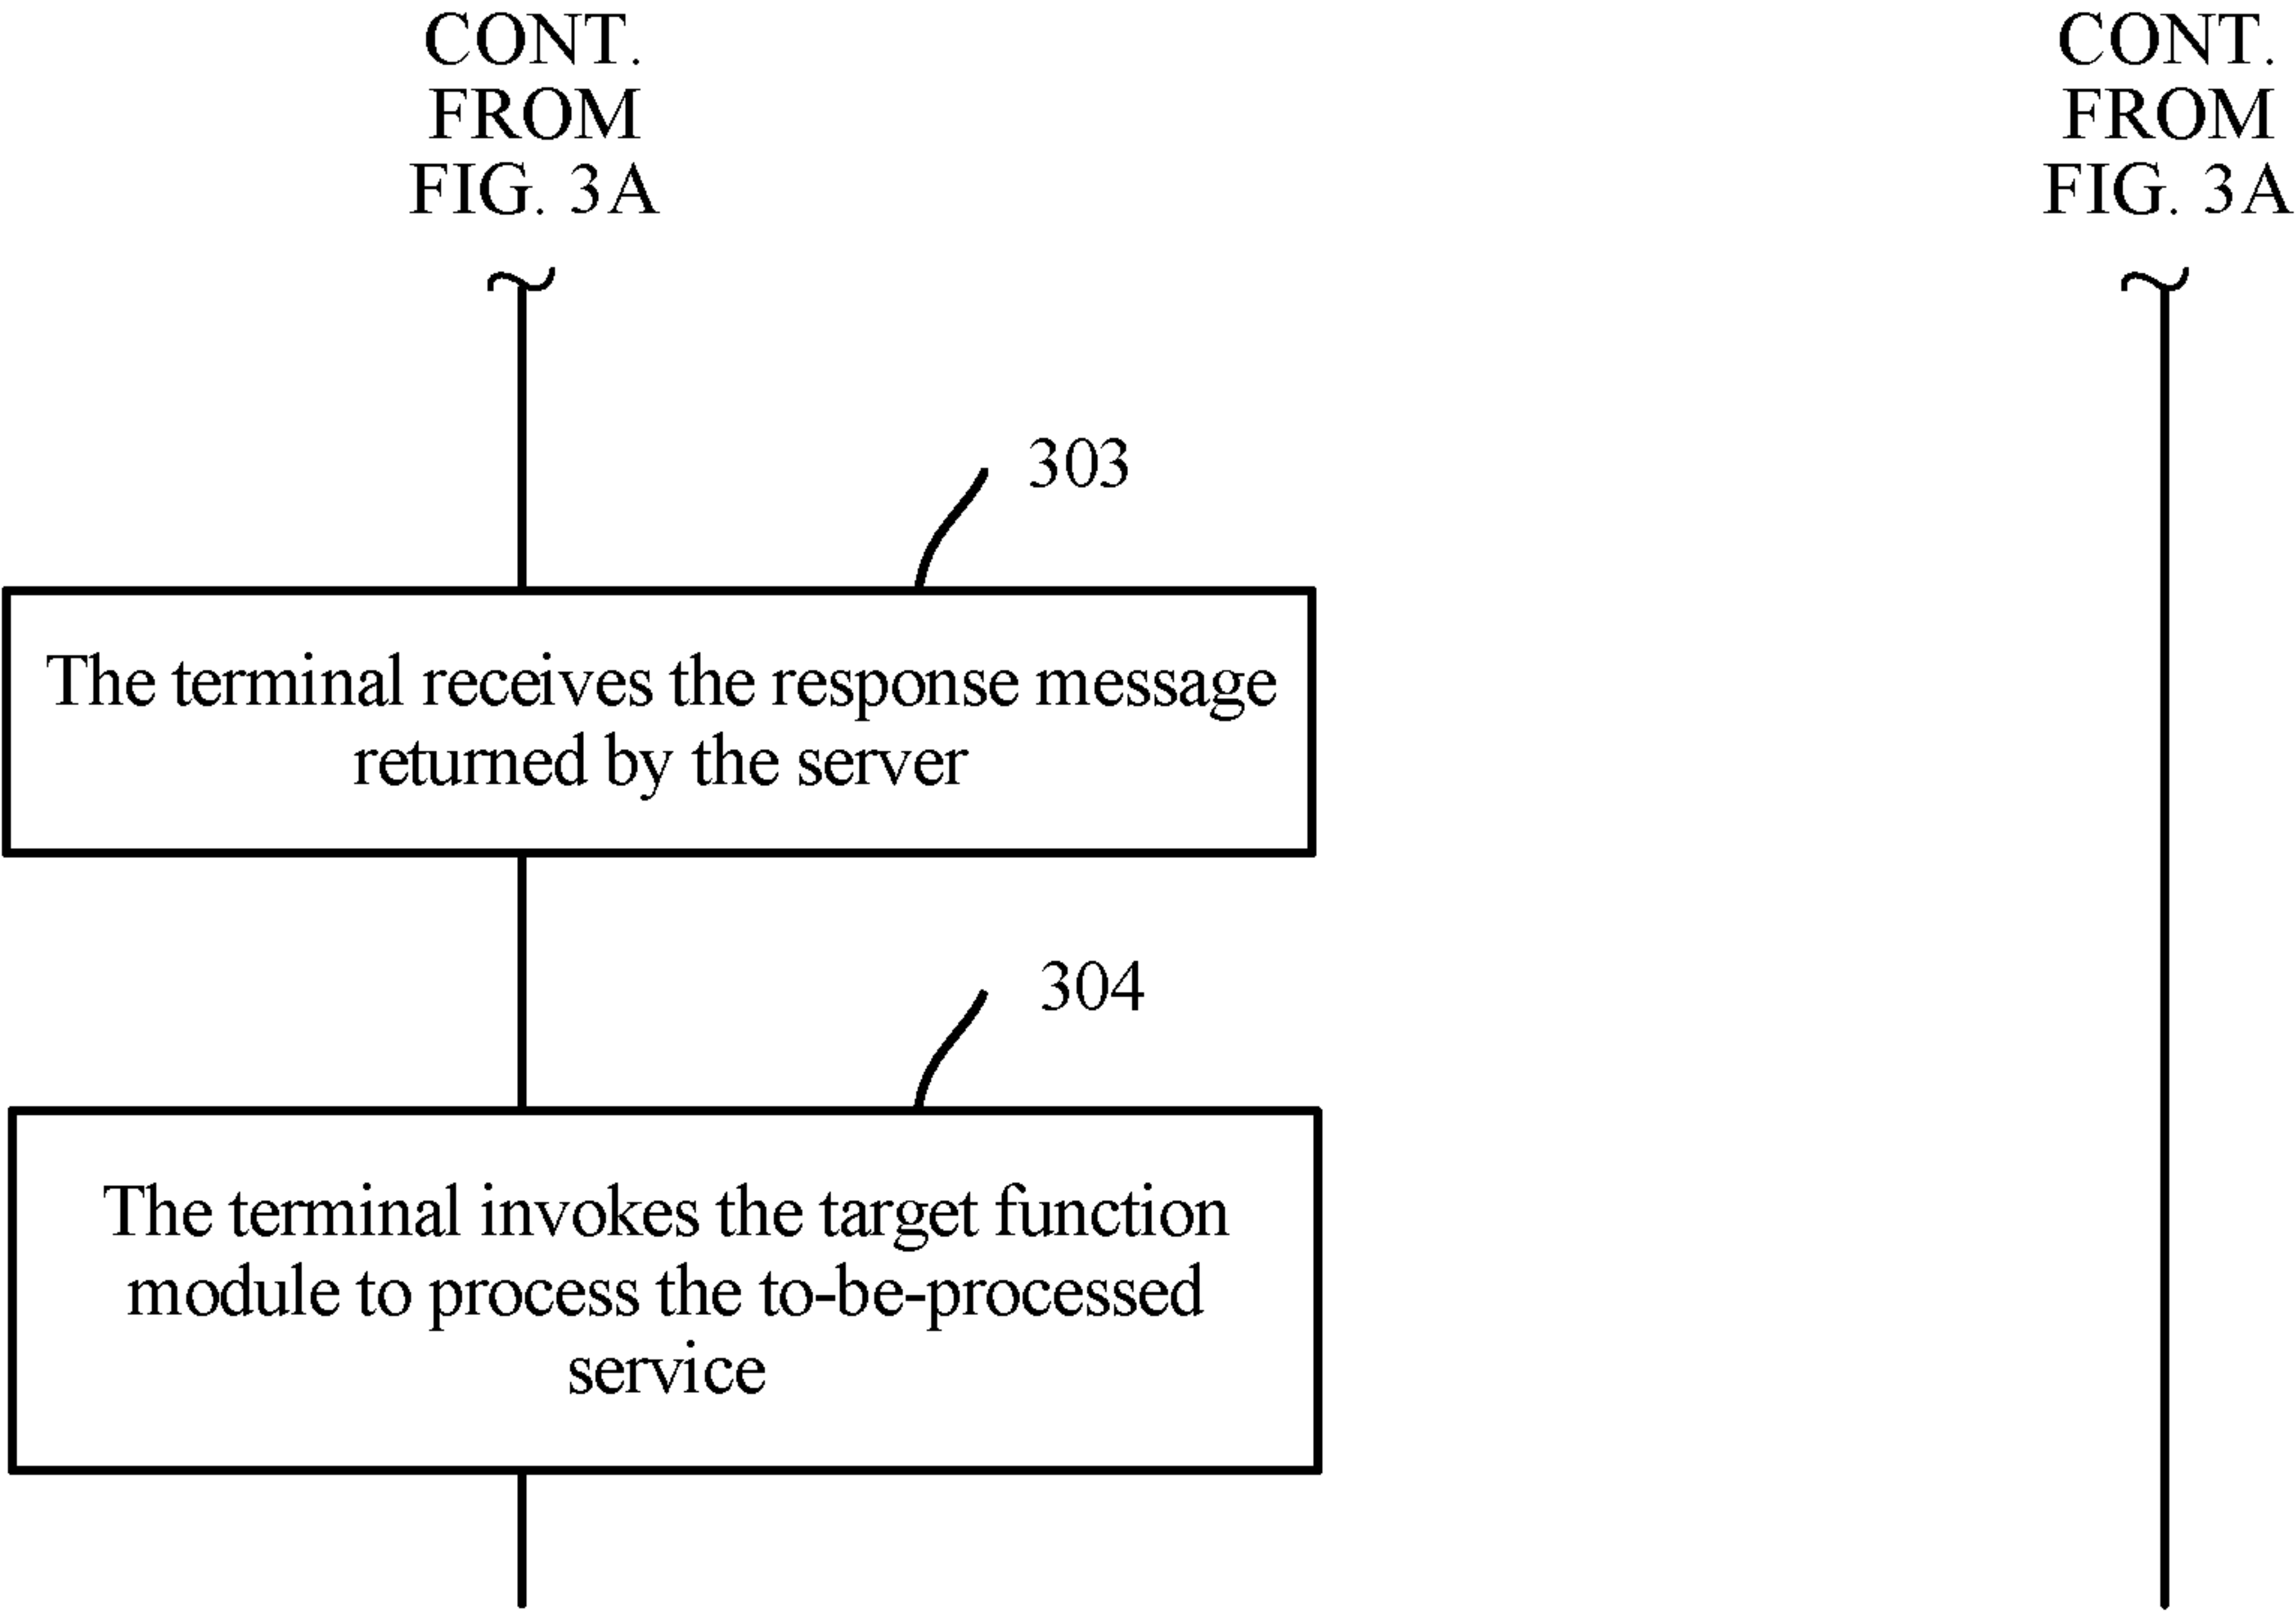 CONT.
FROM
FIG. 3A
CONT.
FROM
FIG. 3A
303
The terminal receives the response message
returned by the server
304
The terminal invokes the target function
module to process the to-be-processed
service